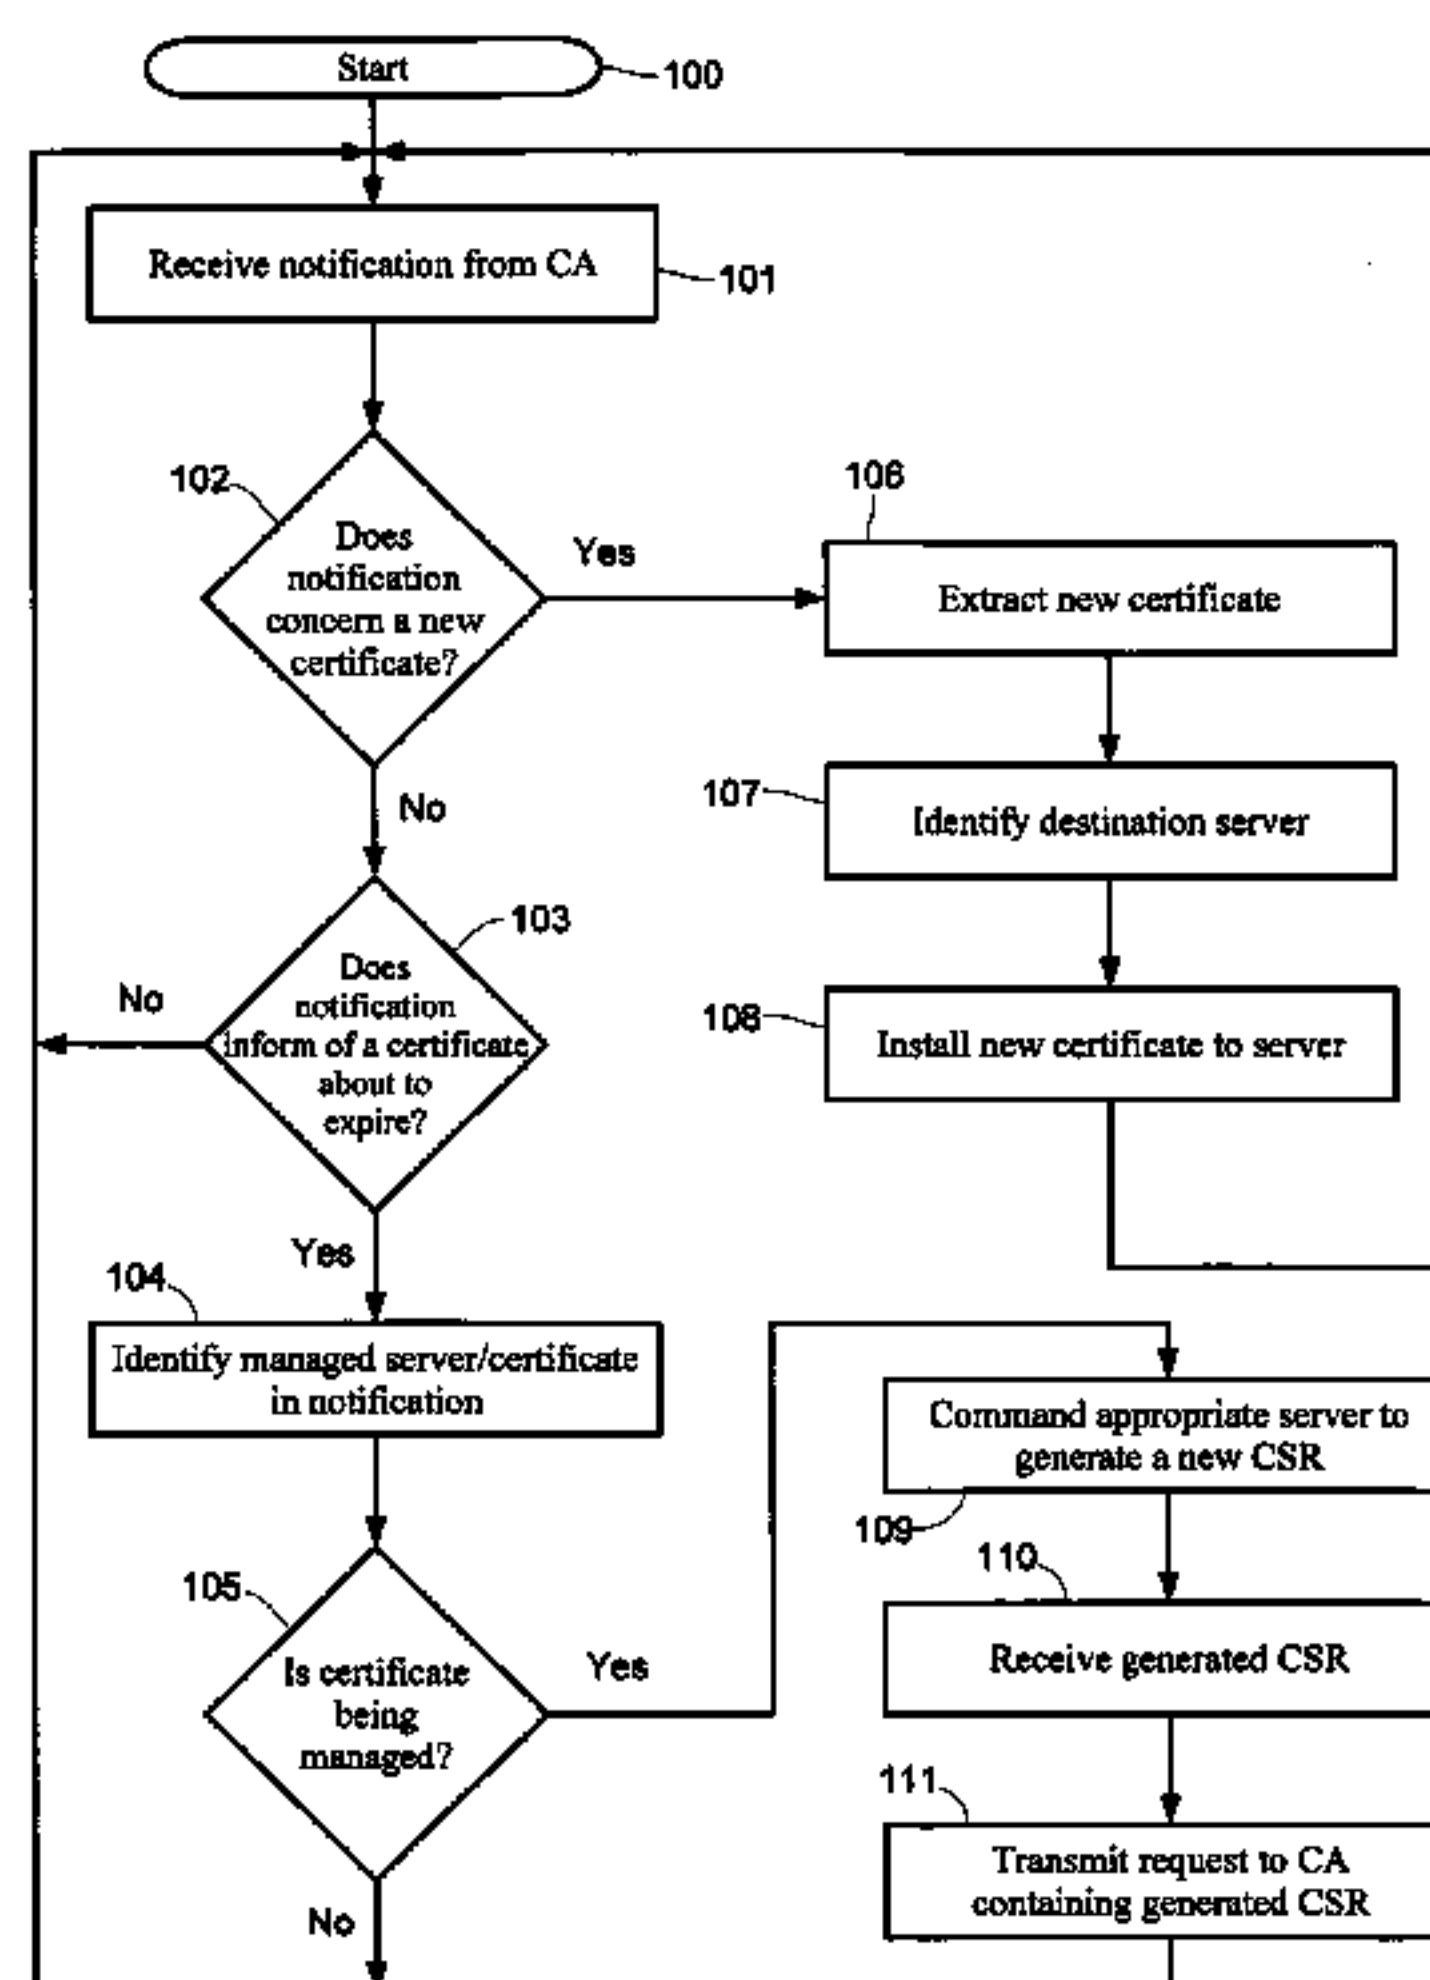 Start
100
Receive notification from CA
101
102
Does
notification
concern a new
certificate?
Yes
No
106
Extract new certificate
107
Identify destination server
108
Install new certificate to server
103
Does
notification
inform of a certificate
about to
expire?
No
Yes
104
Identify managed server/certificate
in notification
105
Is certificate
being
managed?
Yes
No
Command appropriate server to
generate a new CSR
109
110
Receive generated CSR
111
Transmit request to CA
containing generated CSR